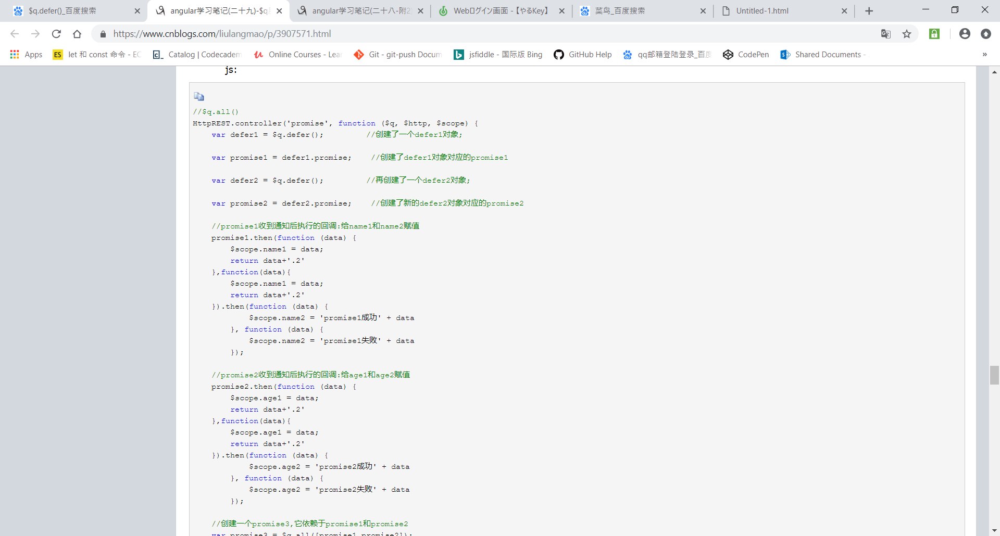 $q.defer()_百度搜索
angular学习笔记(二十九)-$q
angular学习笔记(二十八-附2
Webログイン画面 -【やるKey】
菜鸟_百度搜索
Untitled-1.html
https://www.cnblogs.com/liulangmao/p/3907571.html
Apps
ES
let 和 const 命令 - EC
Catalog | Codecadem
Online Courses - Lea
Git - git-push Docum
jsfiddle - 国际版 Bing
GitHub Help
qq邮箱登陆登录_百度
CodePen
Shared Documents -
»
js:
//$q.all()
HttpREST.controller('promise', function ($q, $http, $scope) {
var defer1 = $q.defer(); //创建了一个defer1对象;
var promise1 = defer1.promise; //创建了defer1对象对应的promise1
var defer2 = $q.defer(); //再创建了一个defer2对象;
var promise2 = defer2.promise; //创建了新的defer2对象对应的promise2
//promise1收到通知后执行的回调:给name1和name2赋值
promise1.then(function (data) {
$scope.name1 = data;
return data+'.2'
},function(data){
$scope.name1 = data;
return data+'.2'
}).then(function (data) {
$scope.name2 = 'promise1成功' + data
}, function (data) {
$scope.name2 = 'promise1失败' + data
});
//promise2收到通知后执行的回调:给age1和age2赋值
promise2.then(function (data) {
$scope.age1 = data;
return data+'.2'
},function(data){
$scope.age1 = data;
return data+'.2'
}).then(function (data) {
$scope.age2 = 'promise2成功' + data
}, function (data) {
$scope.age2 = 'promise2失败' + data
});
//创建一个promise3,它依赖于promise1和promise2
var promise3 = $q.all([promise1,promise2]);